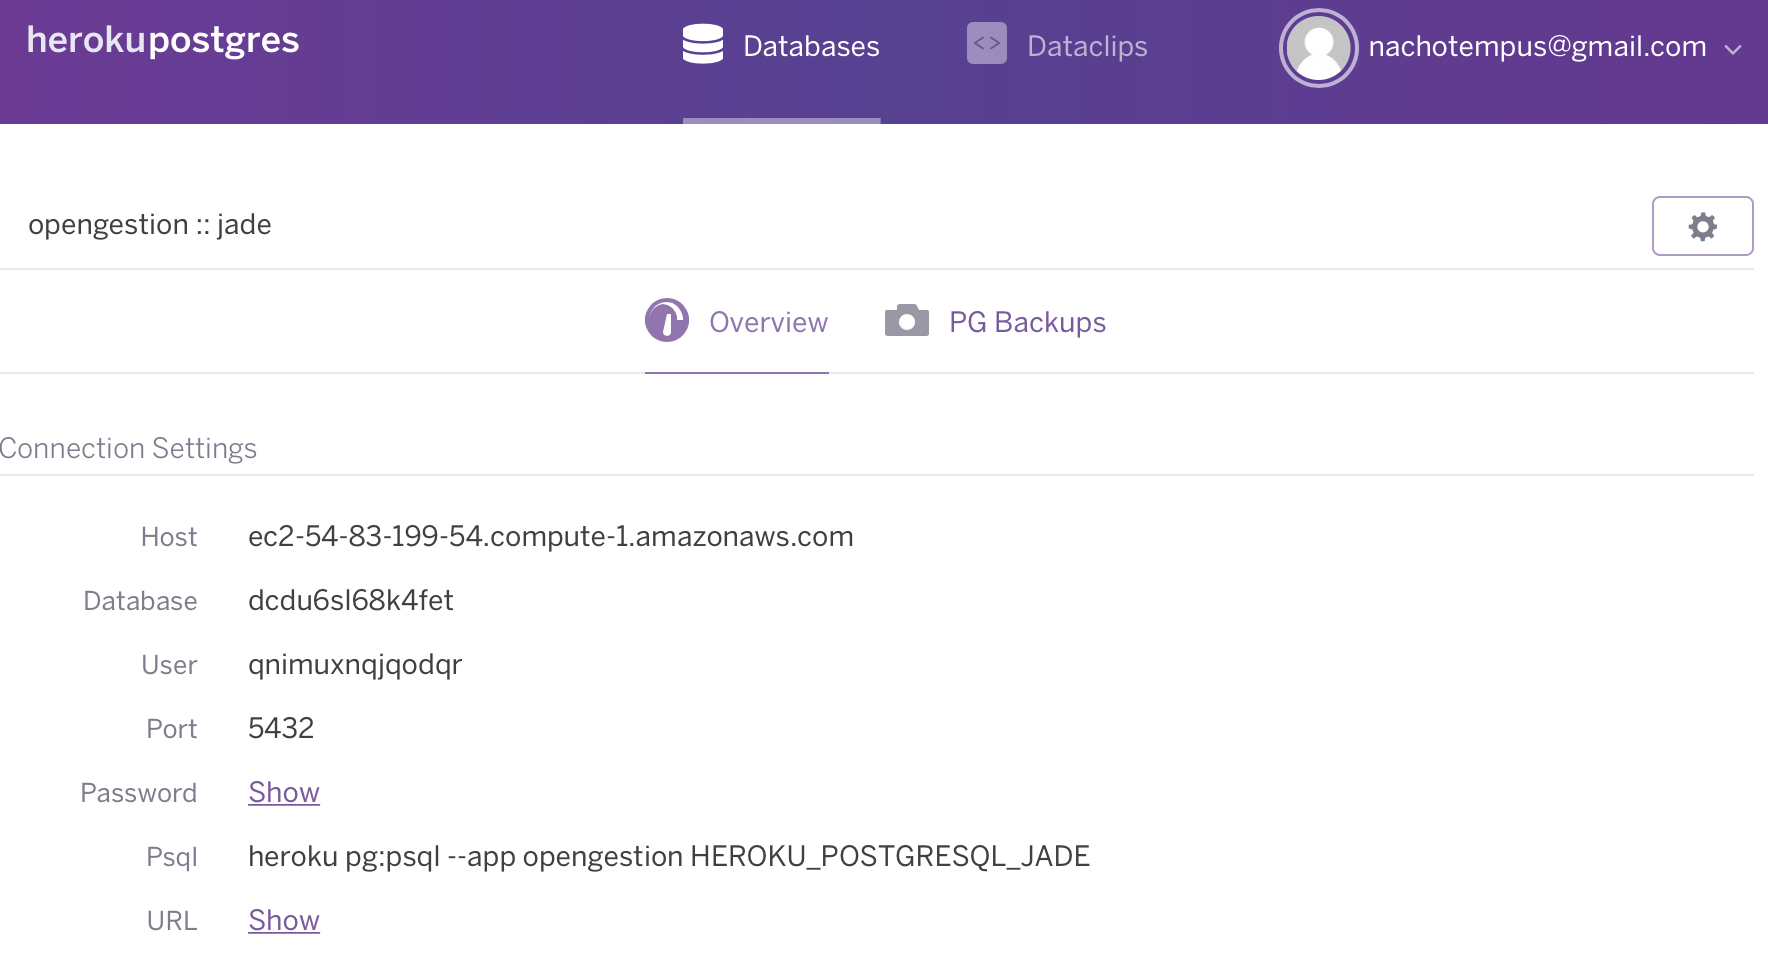 herokupostgres
Databases
<> Dataclips
nachotempus@gmail.com
opengestion :: jade
Overview
PG Backups
Connection Settings
Host ec2-54-83-199-54.compute-1.amazonaws.com
Database dcdu6sl68k4fet
User qnimuxnqjqodqr
Port 5432
Password Show
Psql heroku pg:psql --app opengestion HEROKU_POSTGRESQL_JADE
URL Show